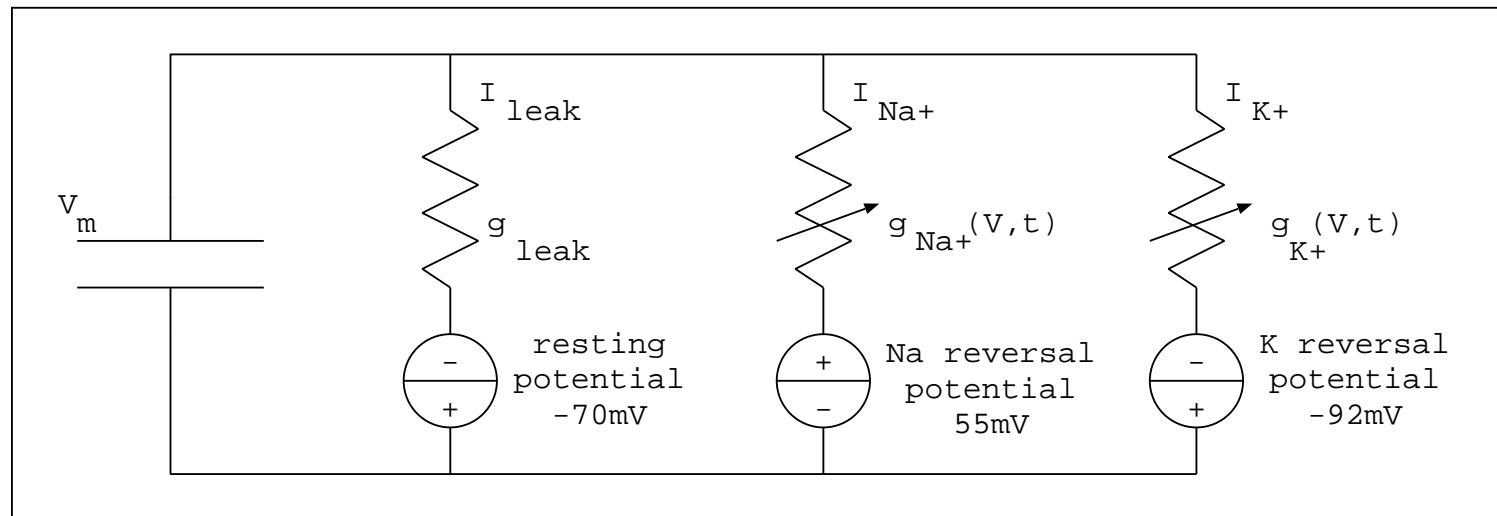 V
m
I
leak
g
leak
-
+
resting
potential
-70mV
I
Na+
g
Na+
(V,t)
+
-
Na reversal
potential
55mV
I
K+
g
K+
(V,t)
-
+
K reversal
potential
-92mV